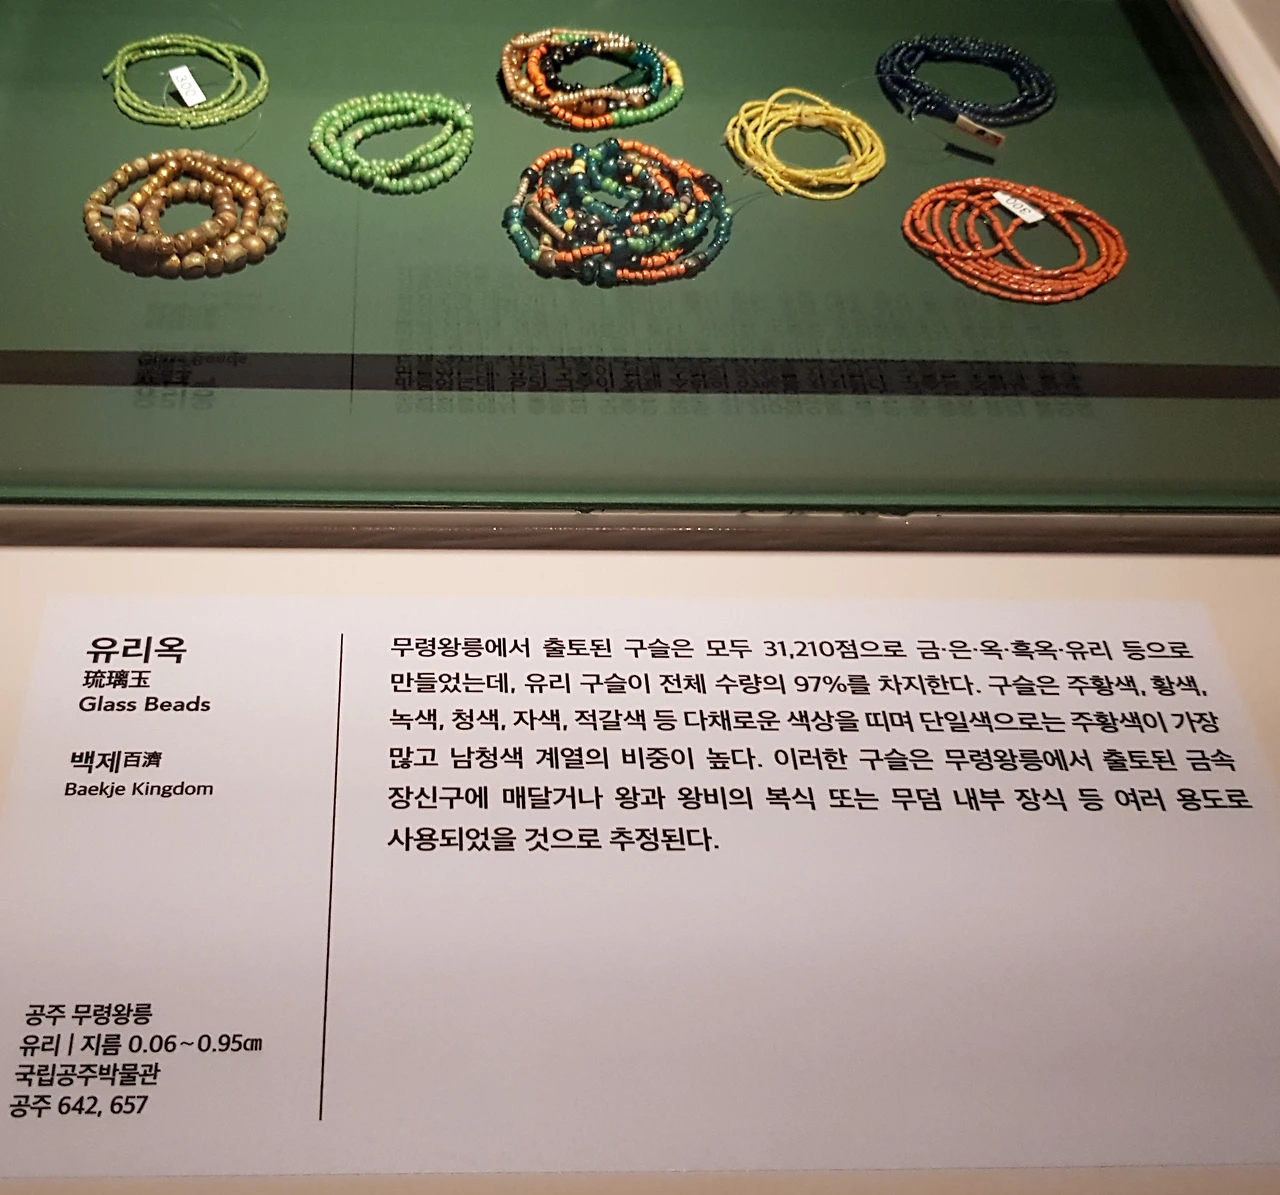 300
300
유리옥
琉璃玉
Glass Beads
백제百濟
Baekje Kingdom
공주 무령왕릉
유리 | 지름 0.06~0.95㎝
국립공주박물관
공주 642, 657
무령왕릉에서 출토된 구슬은 모두 31,210점으로 금·은·옥·흑옥·유리 등으로
만들었는데, 유리 구슬이 전체 수량의 97%를 차지한다. 구슬은 주황색, 황색,
녹색, 청색, 자색, 적갈색 등 다채로운 색상을 띠며 단일색으로는 주황색이 가장
많고 남청색 계열의 비중이 높다. 이러한 구슬은 무령왕릉에서 출토된 금속
장신구에 매달거나 왕과 왕비의 복식 또는 무덤 내부 장식 등 여러 용도로
사용되었을 것으로 추정된다.